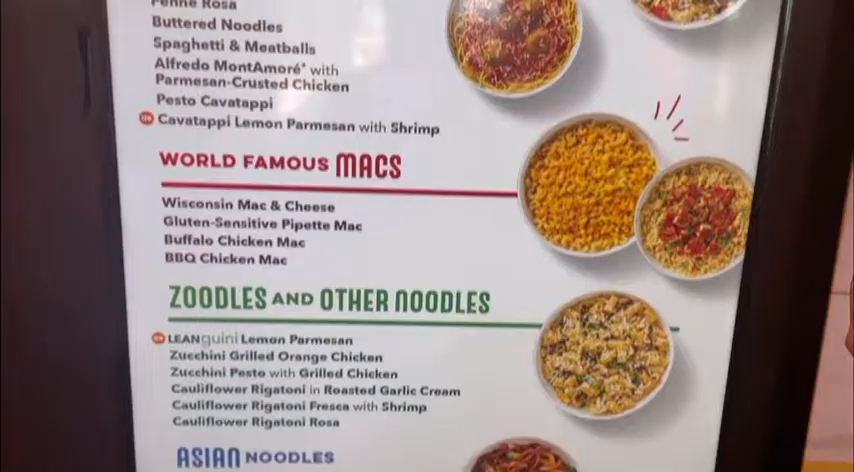 Penne Rosa
Buttered Noodles
Spaghetti & Meatballs
Alfredo MontAmoré® with
Parmesan-Crusted Chicken
Pesto Cavatappi
Cavatappi Lemon Parmesan with Shrimp
WORLD FAMOUS MACS
Wisconsin Mac & Cheese
Gluten-Sensitive Pipette Mac
Buffalo Chicken Mac
BBQ Chicken Mac
ZOODLES AND OTHER NOODLES
LEANguini Lemon Parmesan
Zucchini Grilled Orange Chicken
Zucchini Pesto with Grilled Chicken
Cauliflower Rigatoni in Roasted Garlic Cream
Cauliflower Rigatoni Fresca with Shrimp
Cauliflower Rigatoni Rosa
ASIAN NOODLES